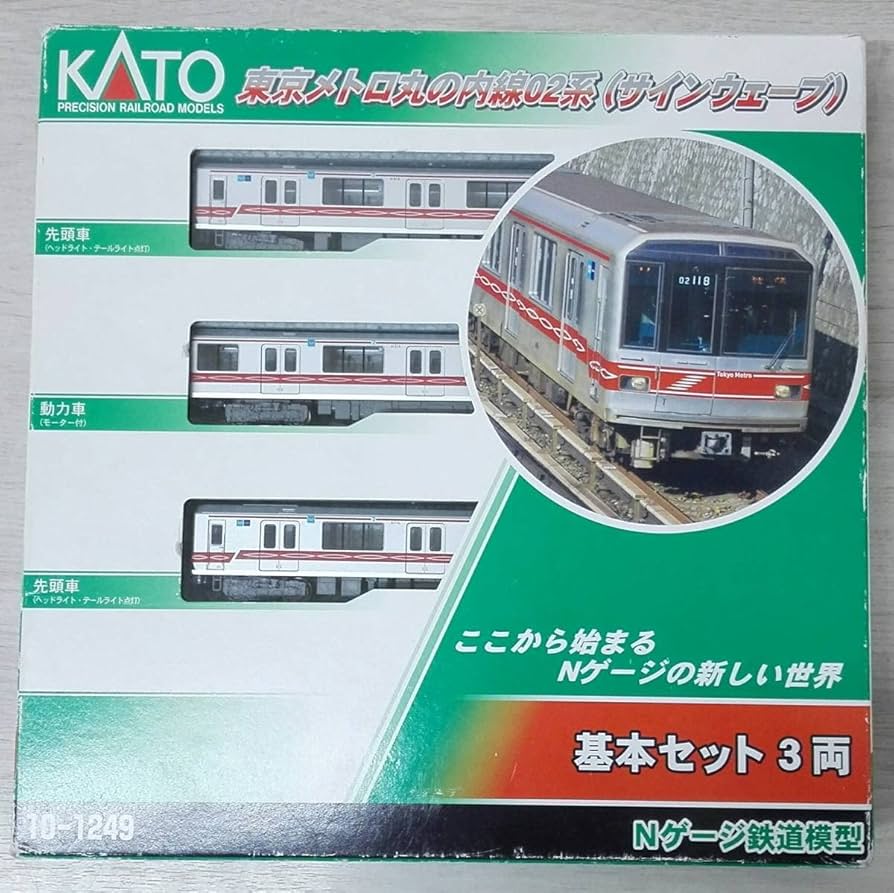 KATO
PRECISION RAILROAD MODELS
東京メトロ丸の内線02系(サインウェーブ)
先頭車
(ヘッドライト・テールライト点灯)
02118
Tokyo Metro
動力車
(モーター付)
先頭車
(ヘッドライト・テールライト点灯)
ここから始まる
Nゲージの新しい世界
基本セット 3両
10-1249
Nゲージ鉄道模型